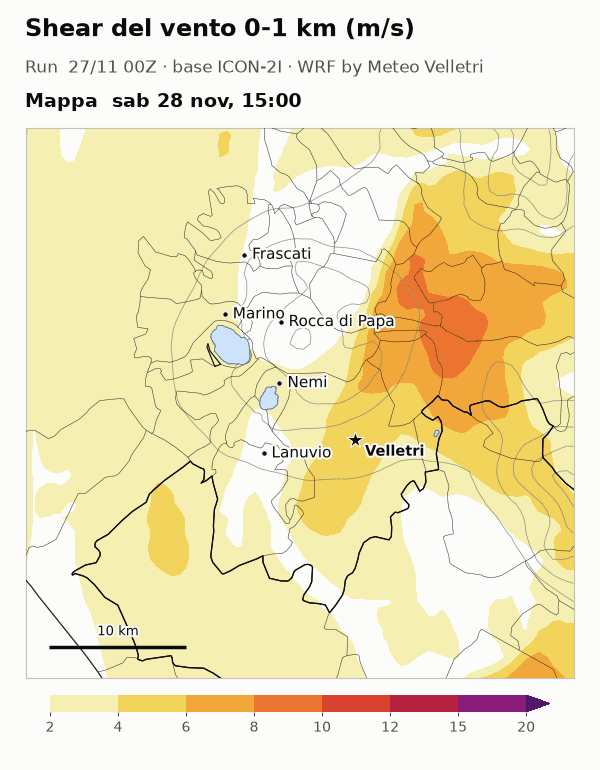 Shear del vento 0-1 km (m/s)
Run  27/11 00Z · base ICON-2I · WRF by Meteo Velletri
Mappa  sab 28 nov, 15:00
Frascati
Marino
Rocca di Papa
Nemi
Velletri
Lanuvio
10 km
2 4 6 8 10 12 15 20